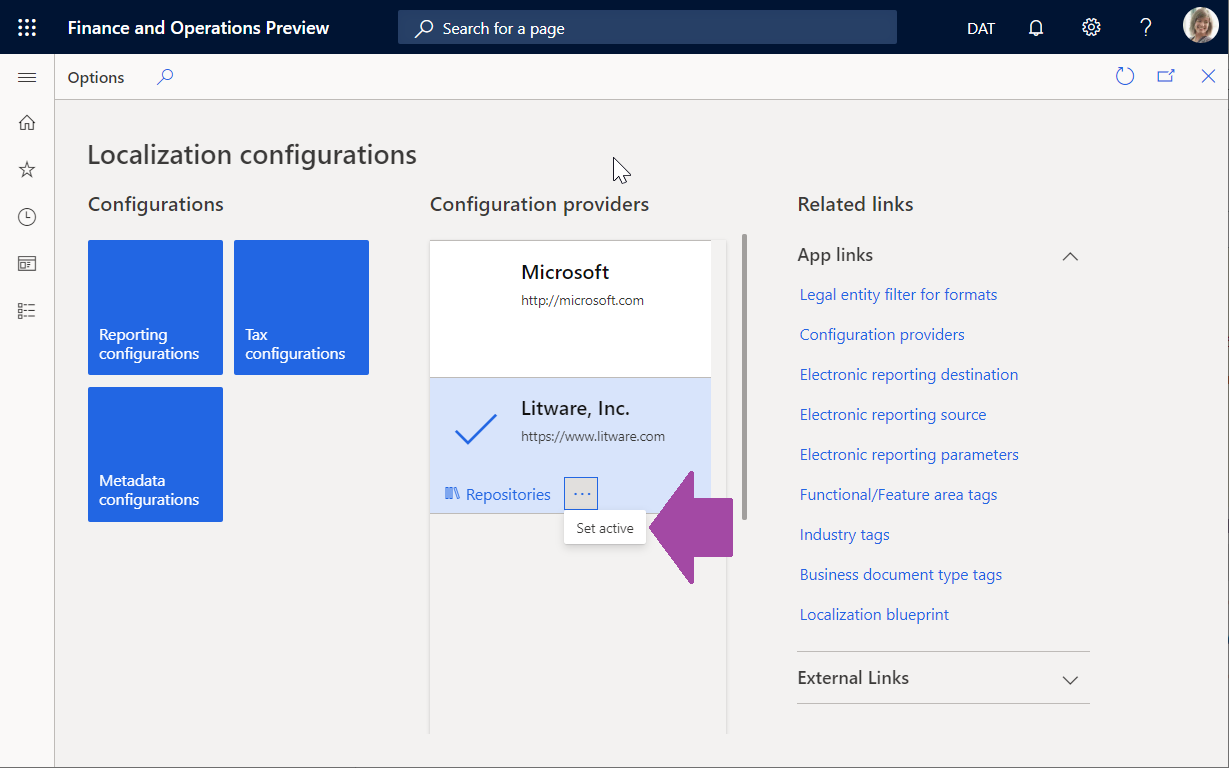 Finance and Operations Preview
Search for a page
DAT
Options
Localization configurations
Configurations
Reporting
configurations
Tax
configurations
Metadata
configurations
Configuration providers
Microsoft
http://microsoft.com
Litware, Inc.
https://www.litware.com
Repositories
Set active
Related links
App links
Legal entity filter for formats
Configuration providers
Electronic reporting destination
Electronic reporting source
Electronic reporting parameters
Functional/Feature area tags
Industry tags
Business document type tags
Localization blueprint
External Links